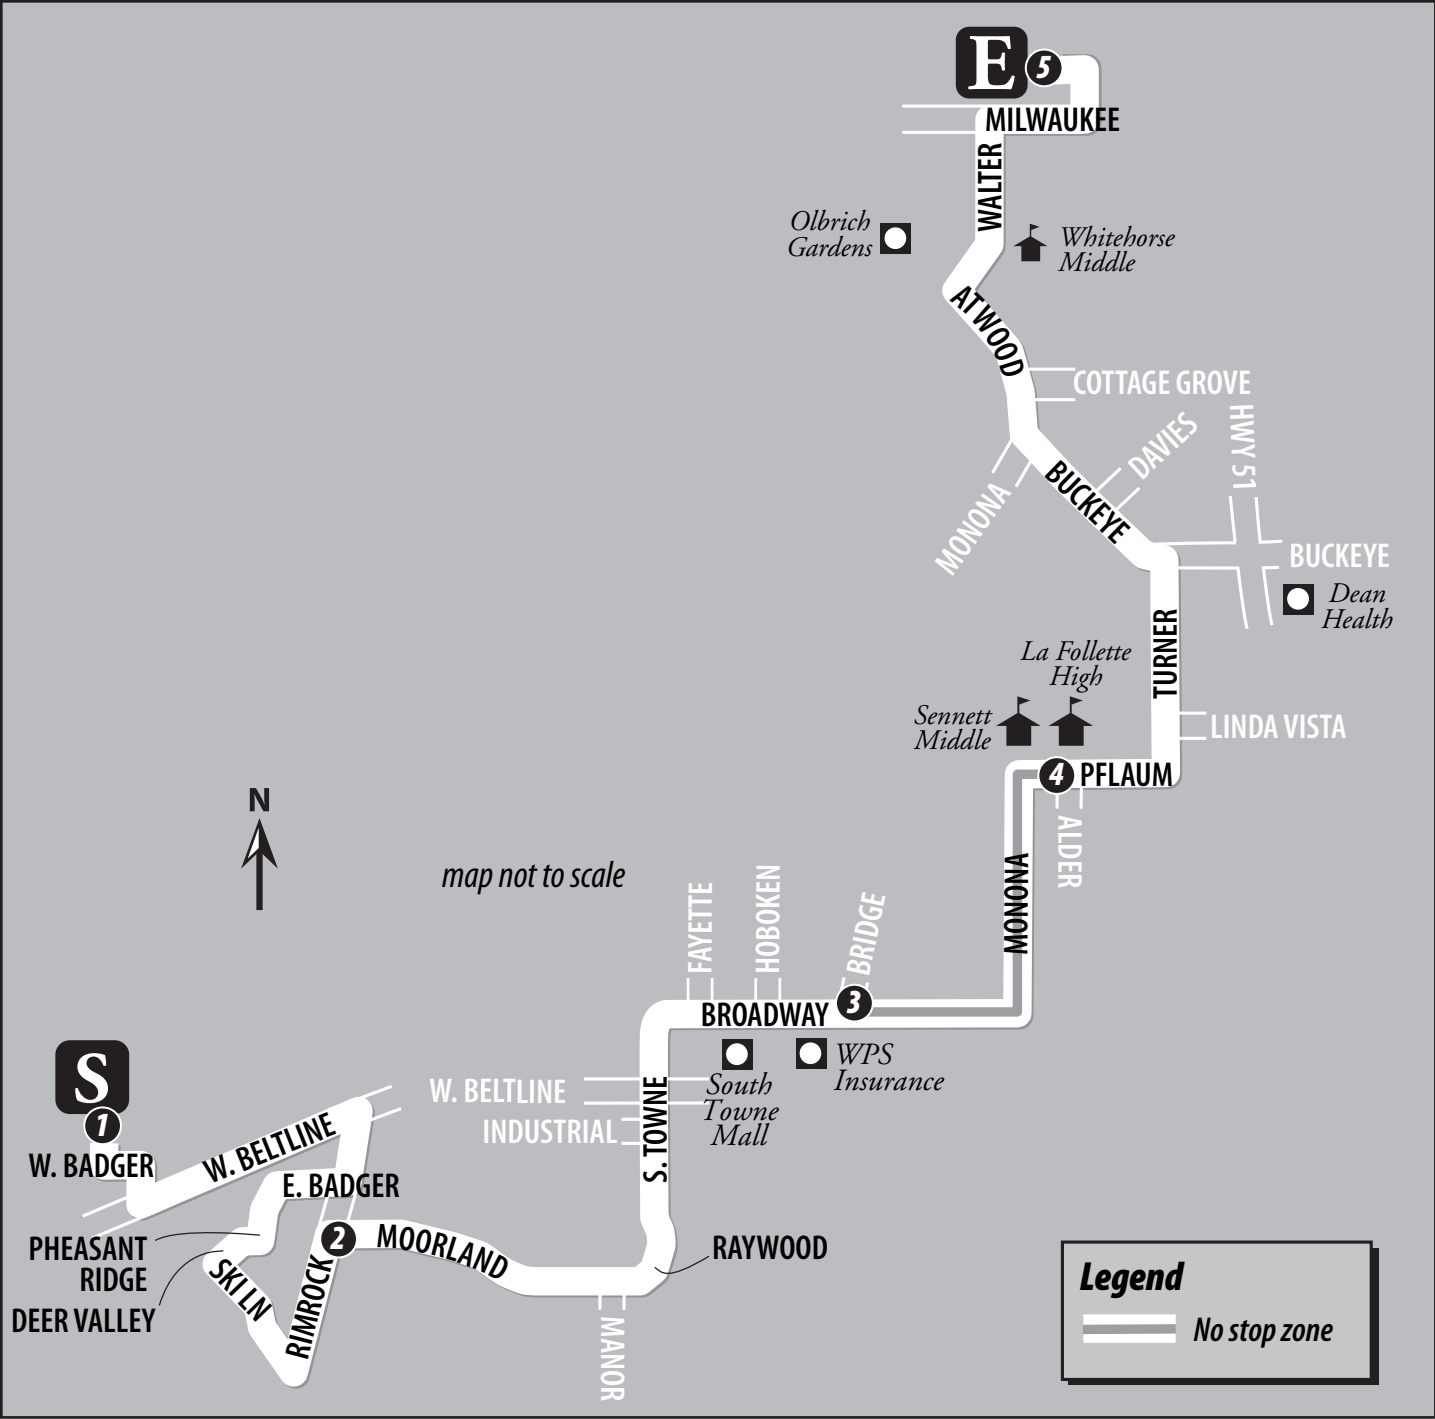 E
5
MILWAUKEE
WALTER
Olbrich
Gardens
Whitehorse
Middle
ATWOOD
COTTAGE GROVE
HWY 51
DAVIES
BUCKEYE
MONONA
BUCKEYE
Dean
Health
TURNER
La Follette
High
Sennett
Middle
LINDA VISTA
4
PFLAUM
ALDER
N
map not to scale
MONONA
FAYETTE
HOBOKEN
BRIDGE
3
BROADWAY
WPS
Insurance
South
Towne
Mall
S
1
W. BELTLINE
INDUSTRIAL
S. TOWNE
W. BADGER
W. BELTLINE
E. BADGER
2
MOORLAND
RAYWOOD
PHEASANT
RIDGE
DEER VALLEY
SKI LN
RIMROCK
MANOR
Legend
No stop zone